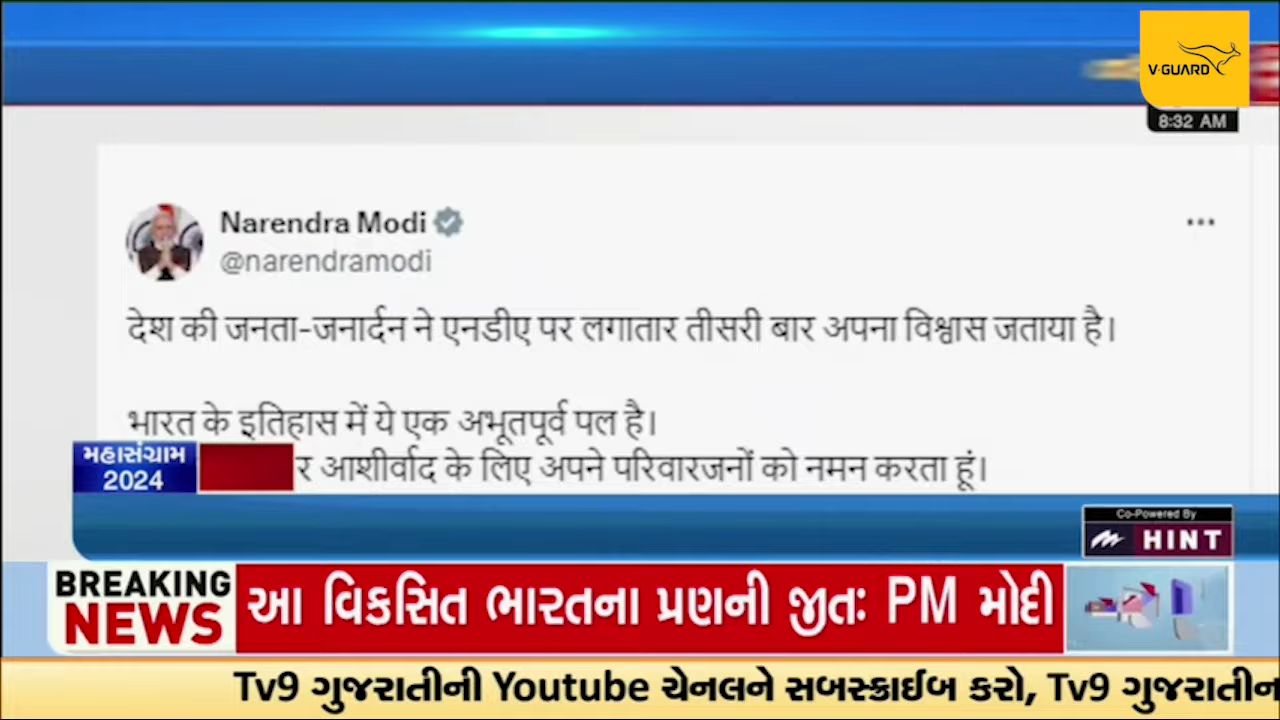 V-GUARD
8:32 AM
Narendra Modi
@narendramodi
देश की जनता-जनार्दन ने एनडीए पर लगातार तीसरी बार अपना विश्वास जताया है।
भारत के इतिहास में ये एक अभूतपूर्व पल है।
आशीर्वाद के लिए अपने परिवारजनों को नमन करता हूं।
મહાસંગ્રામ
2024
Co-Powered By
HINT
BREAKING
NEWS
આ વિકસિત ભારતના પ્રણની જીતઃ PM મોદી
Tv9 ગુજરાતીની Youtube ચેનલને સબસ્ક્રાઈબ કરો, Tv9 ગુજરાતીન